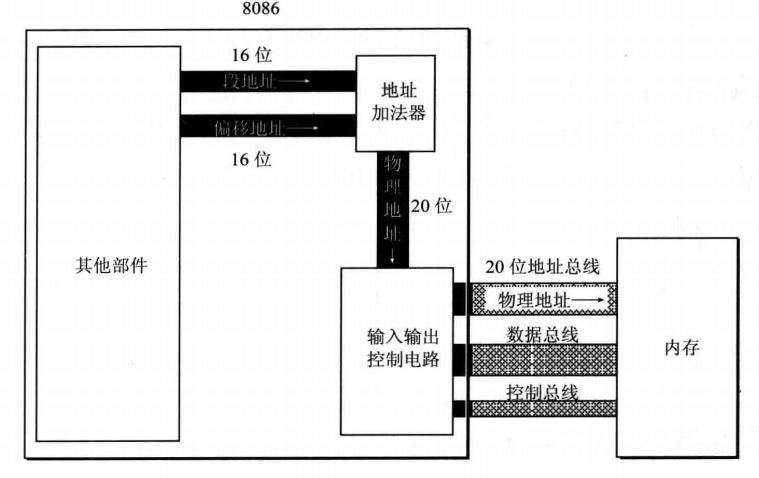 8086
16 位
段地址→
地址
加法器
偏移地址→
16 位
物
理
地
址
↓
20 位
其他部件
20 位地址总线
物理地址→
输入输出
控制电路
数据总线
内存
控制总线